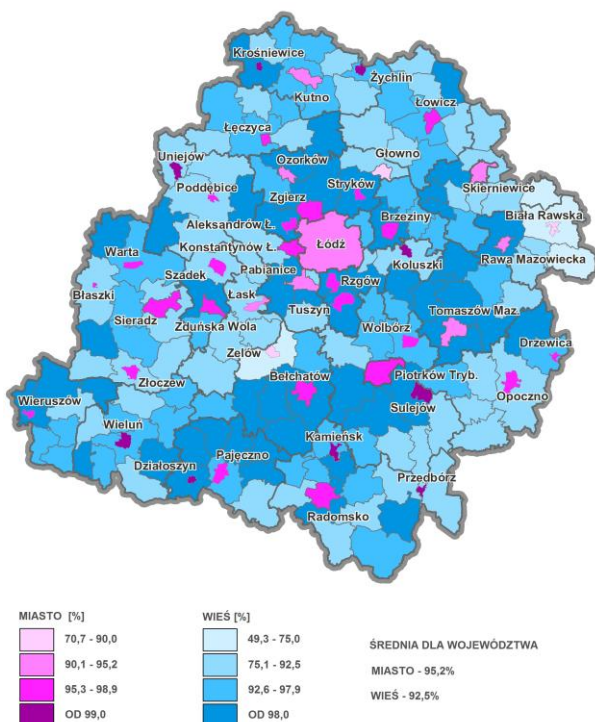 Krośniewice
Żychlin
Kutno
Łowicz
Łęczyca
Uniejów
Ozorków
Głowno
Poddębice
Stryków
Skierniewice
Zgierz
Aleksandrów Ł.
Brzeziny
Biała Rawska
Warta
Konstantynów Ł.
Łódź
Rawa Mazowiecka
Szadek
Pabianice
Koluszki
Błaszki
Łask
Rzgów
Sieradz
Tuszyn
Tomaszów Maz.
Zduńska Wola
Wolbórz
Drzewica
Zelów
Złoczew
Bełchatów
Piotrków Tryb.
Wieruszów
Sulejów
Opoczno
Wieluń
Kamieńsk
Działoszyn
Pajęczno
Przedbórz
Radomsko
MIASTO [%]
70,7 - 90,0
90,1 - 95,2
95,3 - 98,9
OD 99,0
WIEŚ [%]
49,3 - 75,0
75,1 - 92,5
92,6 - 97,9
OD 98,0
ŚREDNIA DLA WOJEWÓDZTWA
MIASTO - 95,2%
WIEŚ - 92,5%